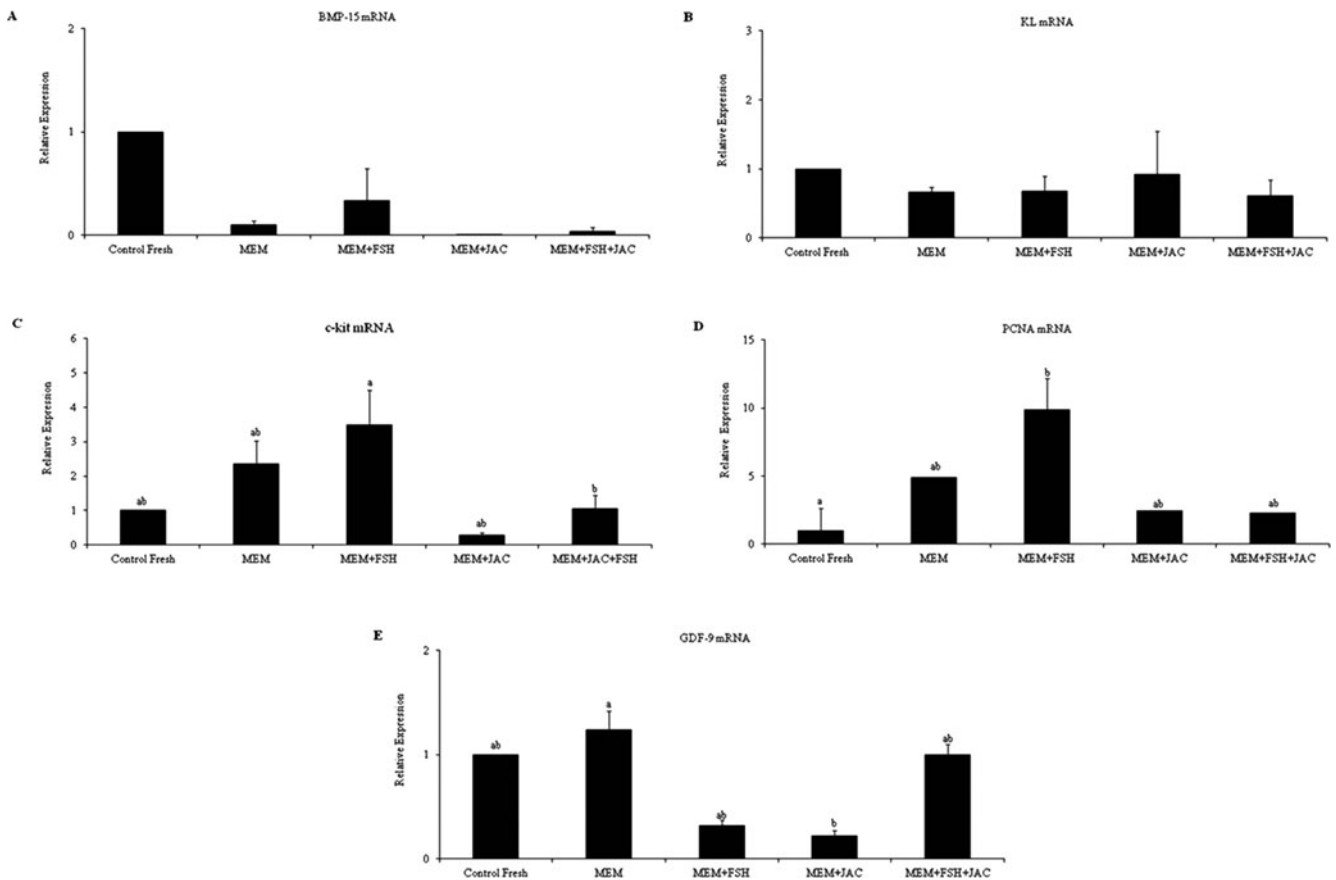 A
BMP-15 mRNA
Relative Expression
2
1
0
Control Fresh MEM MEM+FSH MEM+JAC MEM+FSH+JAC
B
KL mRNA
Relative Expression
3
2
1
0
Control Fresh MEM MEM+FSH MEM+JAC MEM+FSH+JAC
C
c-kit mRNA
Relative Expression
6
5
4
3
2
1
0
ab ab a ab b
Control Fresh MEM MEM+FSH MEM+JAC MEM+JAC+FSH
D
PCNA mRNA
Relative Expression
15
10
5
0
a ab b ab ab
Control Fresh MEM MEM+FSH MEM+JAC MEM+FSH+JAC
E
GDF-9 mRNA
Relative Expression
2
1
0
ab a ab b ab
Control Fresh MEM MEM+FSH MEM+JAC MEM+FSH+JAC